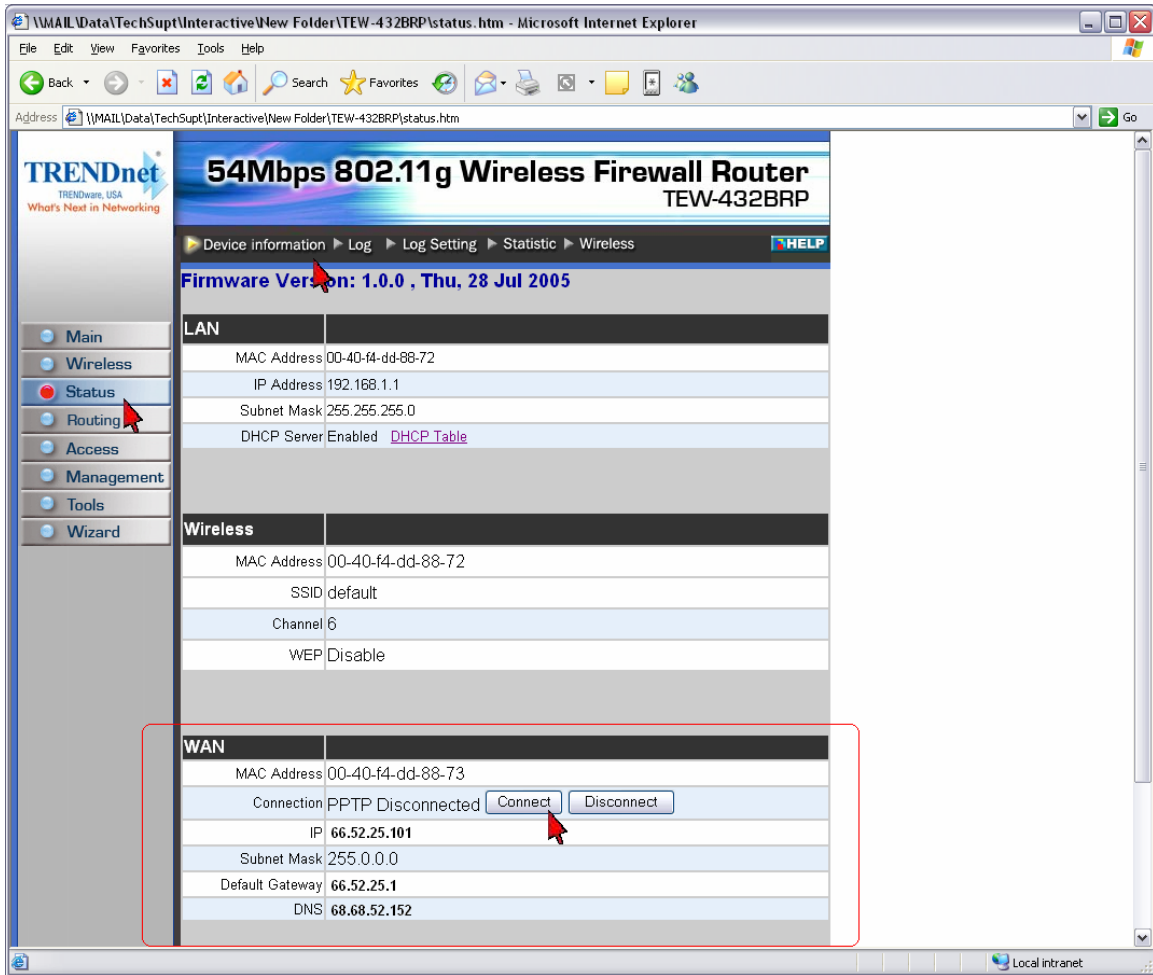 \\MAIL\Data\TechSupt\Interactive\New Folder\TEW-432BRP\status.htm - Microsoft Internet Explorer
File Edit View Favorites Tools Help
Back Search Favorites
Address \\MAIL\Data\TechSupt\Interactive\New Folder\TEW-432BRP\status.htm Go
TRENDnet
TRENDware, USA
What's Next in Networking
54Mbps 802.11g Wireless Firewall Router
TEW-432BRP
Device information Log Log Setting Statistic Wireless HELP
Firmware Version: 1.0.0 , Thu, 28 Jul 2005
Main
Wireless
Status
Routing
Access
Management
Tools
Wizard
LAN
MAC Address 00-40-f4-dd-88-72
IP Address 192.168.1.1
Subnet Mask 255.255.255.0
DHCP Server Enabled DHCP Table
Wireless
MAC Address 00-40-f4-dd-88-72
SSID default
Channel 6
WEP Disable
WAN
MAC Address 00-40-f4-dd-88-73
Connection PPTP Disconnected Connect Disconnect
IP 66.52.25.101
Subnet Mask 255.0.0.0
Default Gateway 66.52.25.1
DNS 68.68.52.152
Local intranet